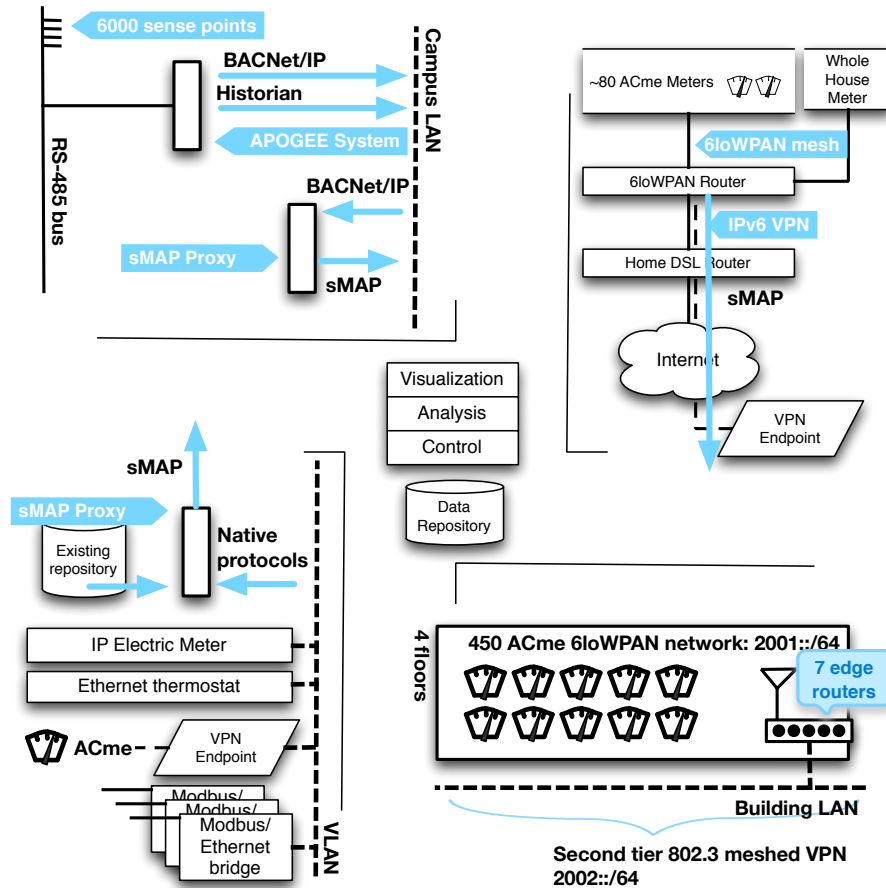 6000 sense points
BACNet/IP
Historian
APOGEE System
Campus LAN
RS-485 bus
BACNet/IP
sMAP Proxy
sMAP
~80 ACme Meters
Whole
House
Meter
6loWPAN mesh
6loWPAN Router
IPv6 VPN
Home DSL Router
sMAP
Internet
VPN
Endpoint
Visualization
Analysis
Control
Data
Repository
sMAP
sMAP Proxy
Existing
repository
Native
protocols
IP Electric Meter
Ethernet thermostat
ACme
VPN
Endpoint
Modbus/
Modbus/
Modbus/
Ethernet
bridge
VLAN
4 floors
450 ACme 6loWPAN network: 2001::/64
7 edge
routers
Building LAN
Second tier 802.3 meshed VPN
2002::/64